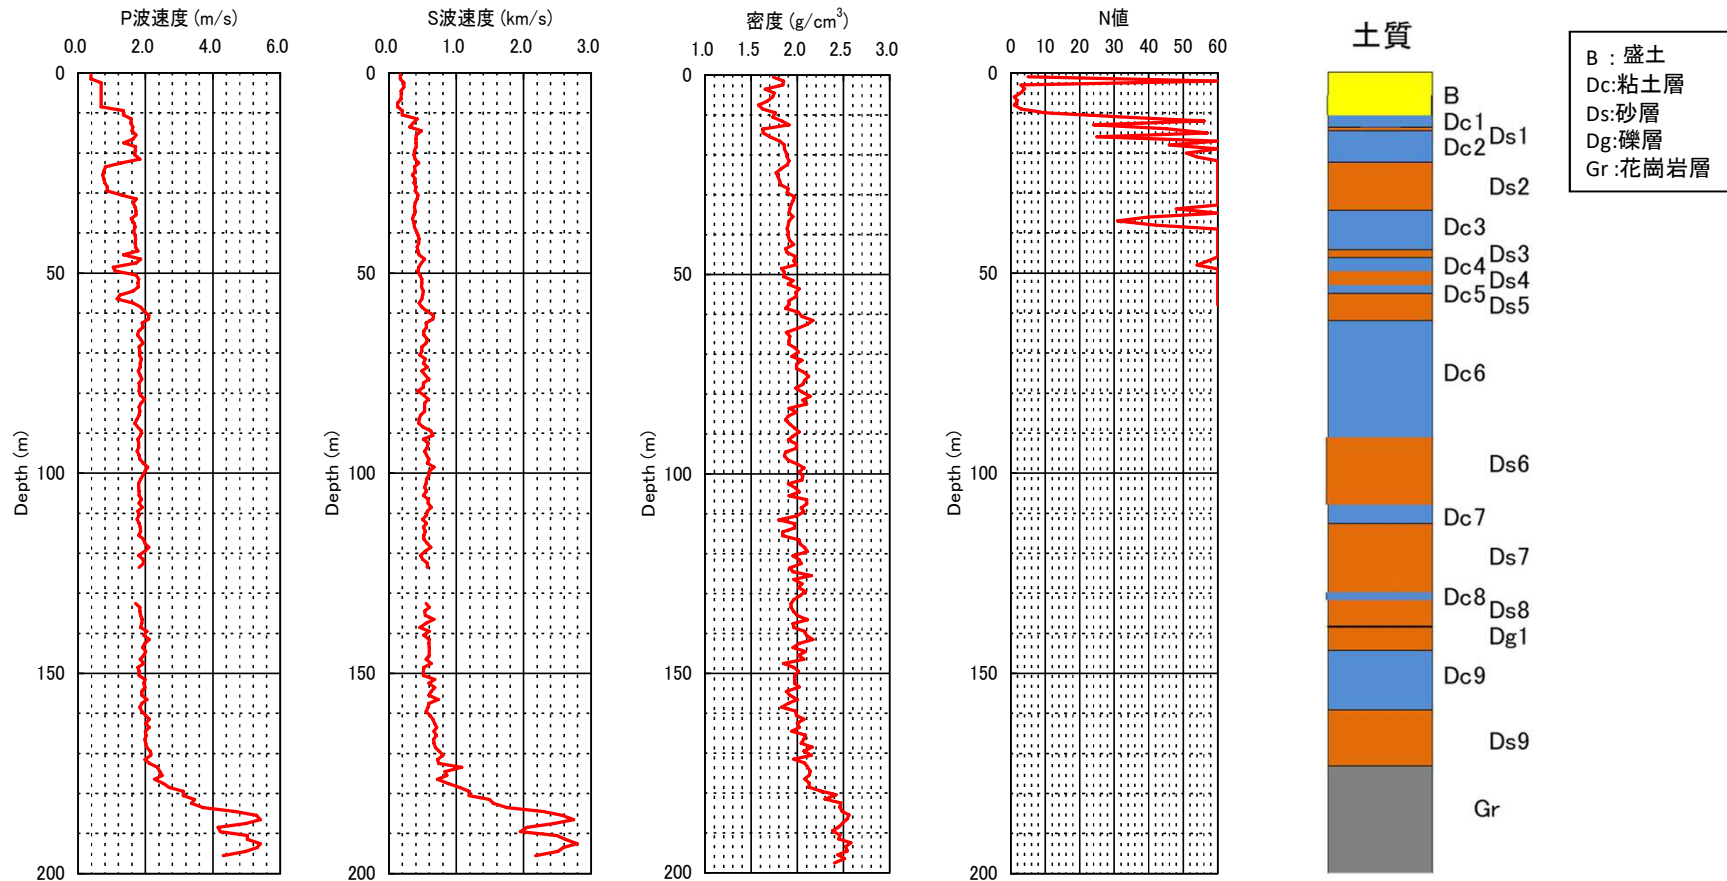 P波速度 (m/s)
0.0 2.0 4.0 6.0
0
50
100
150
200
Depth (m)
S波速度 (km/s)
0.0 1.0 2.0 3.0
0
50
100
150
200
Depth (m)
密度 (g/cm³)
1.0 1.5 2.0 2.5 3.0
0
50
100
150
200
Depth (m)
N値
0 10 20 30 40 50 60
0
50
100
150
200
Depth (m)
土質
B
Dc1
Ds1
Dc2
Ds2
Dc3
Ds3
Dc4
Ds4
Dc5
Ds5
Dc6
Ds6
Dc7
Ds7
Dc8
Ds8
Dg1
Dc9
Ds9
Gr
B : 盛土
Dc:粘土層
Ds:砂層
Dg:礫層
Gr :花崗岩層